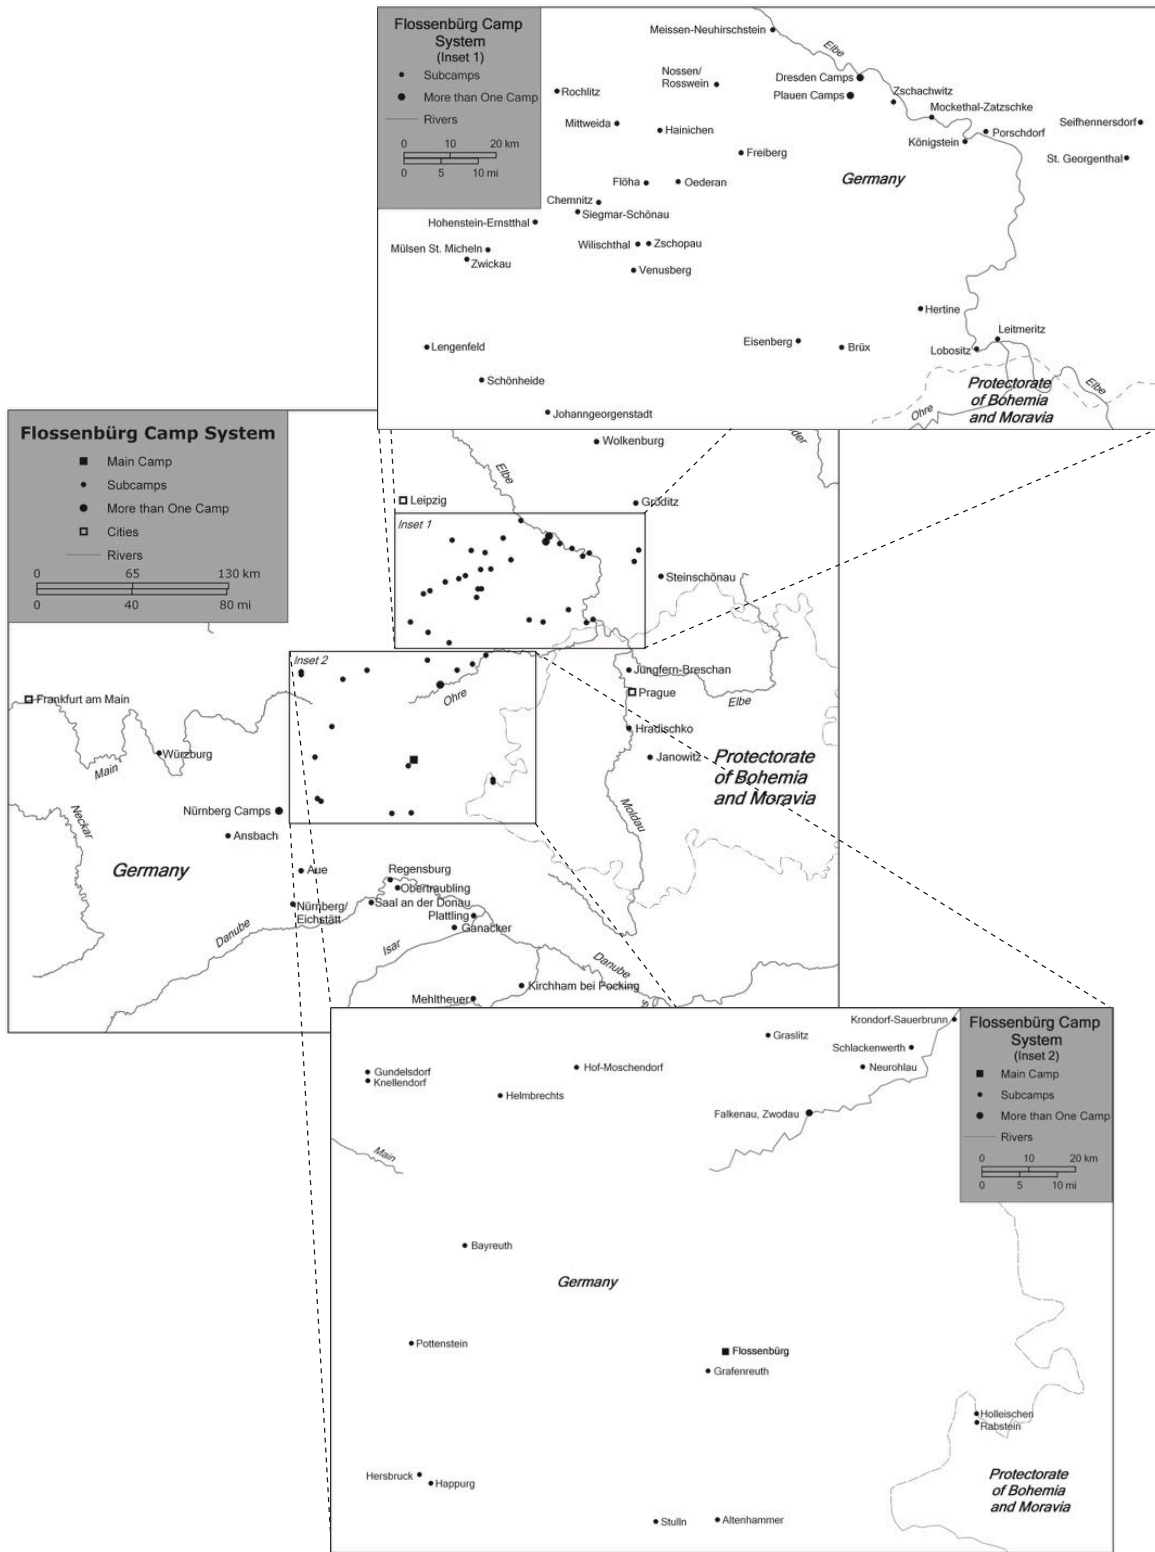 Flossenbürg Camp
System
(Inset 1)
Subcamps
More than One Camp
Rivers
0 10 20 km
0 5 10 mi
Meissen-Neuhirschstein
Elbe
Nossen/
Rosswein
Dresden Camps
Rochlitz
Plauen Camps
Zschachwitz
Mockethal-Zatzschke
Mittweida
Hainichen
Seifhennersdorf
Porschdorf
Königstein
Freiberg
St. Georgenthal
Flöha
Oederan
Germany
Chemnitz
Siegmar-Schönau
Hohenstein-Ernstthal
Wilischthal
Zschopau
Mülsen St. Micheln
Zwickau
Venusberg
Hertine
Leitmeritz
Eisenberg
Brüx
Lobositz
Lengenfeld
Schönheide
Elbe
Protectorate
of Bohemia
and Moravia
Johanngeorgenstadt
Ohre
Flossenbürg Camp System
Main Camp
Subcamps
More than One Camp
Cities
Rivers
0 65 130 km
0 40 80 mi
Wolkenburg
Elbe
Leipzig
Gröditz
Inset 1
Steinschönau
Inset 2
Jungfern-Breschan
Frankfurt am Main
Prague
Ohre
Elbe
Hradischko
Würzburg
Janowitz
Main
Protectorate
of Bohemia
and Moravia
Neckar
Nürnberg Camps
Moldau
Ansbach
Germany
Aue
Regensburg
Obertraubling
Saal an der Donau
Nürnberg/
Eichstätt
Plattling
Ganacker
Danube
Isar
Danube
Kirchham bei Pocking
Mehltheuer
Flossenbürg Camp
System
(Inset 2)
Main Camp
Subcamps
More than One Camp
Rivers
0 10 20 km
0 5 10 mi
Krondorf-Sauerbrunn
Graslitz
Schlackenwerth
Gundelsdorf
Knellendorf
Hof-Moschendorf
Neurohlau
Helmbrechts
Falkenau, Zwodau
Main
Bayreuth
Germany
Pottenstein
Flossenbürg
Grafenreuth
Holleischen
Rabstein
Hersbruck
Happurg
Protectorate
of Bohemia
and Moravia
Stulln
Altenhammer